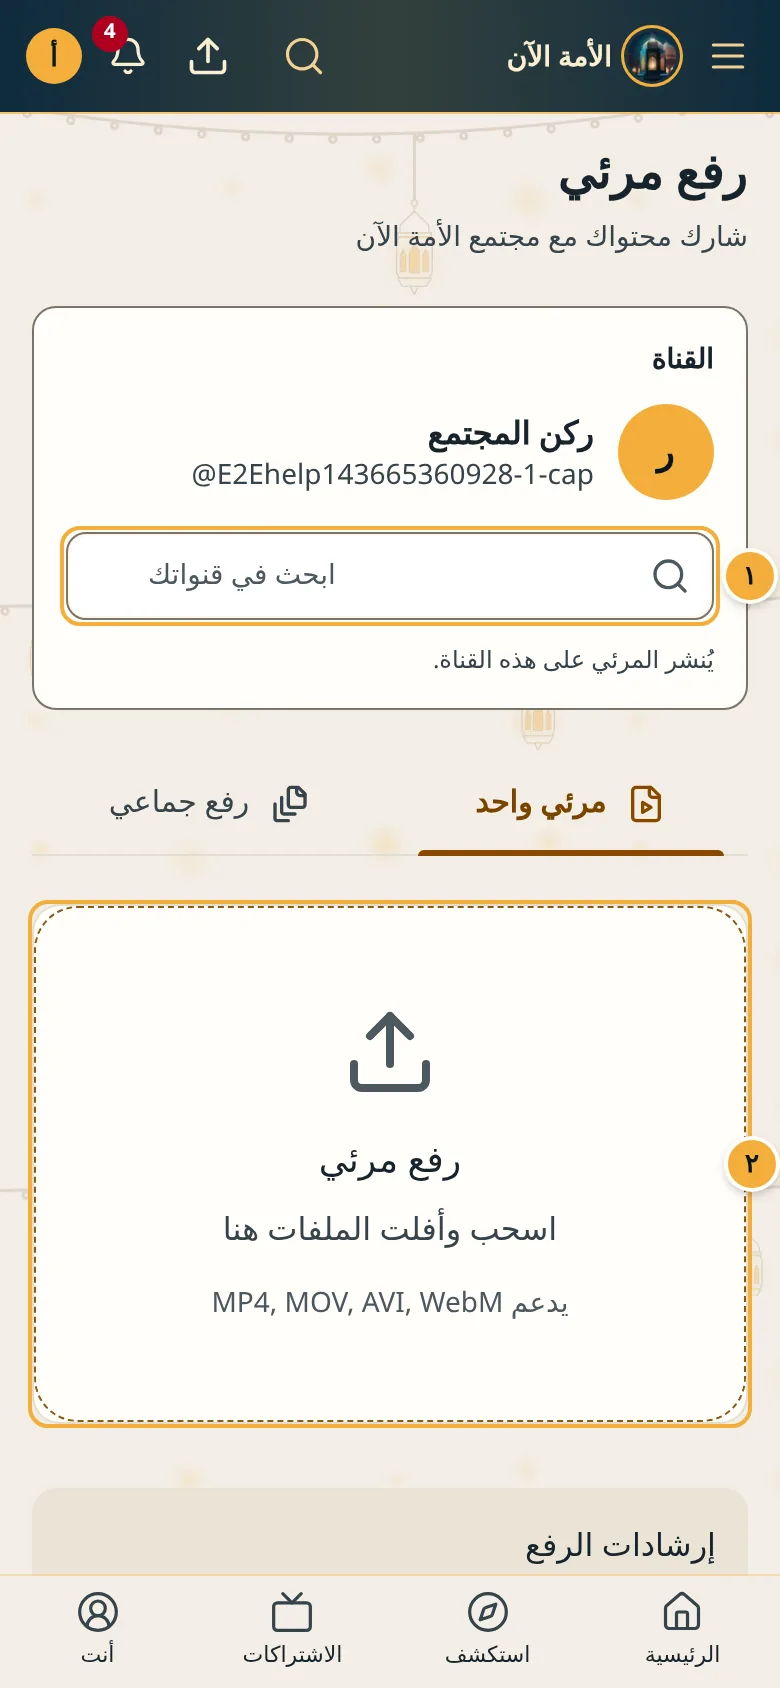 الأمة الآن
4
أ
رفع مرئي
شارك محتواك مع مجتمع الأمة الآن
القناة
ر
ركن المجتمع
@E2Ehelp143665360928-1-cap
ابحث في قنواتك
١
يُنشر المرئي على هذه القناة.
مرئي واحد
رفع جماعي
٢
رفع مرئي
اسحب وأفلت الملفات هنا
يدعم MP4, MOV, AVI, WebM
إرشادات الرفع
الرئيسية
استكشف
الاشتراكات
أنت